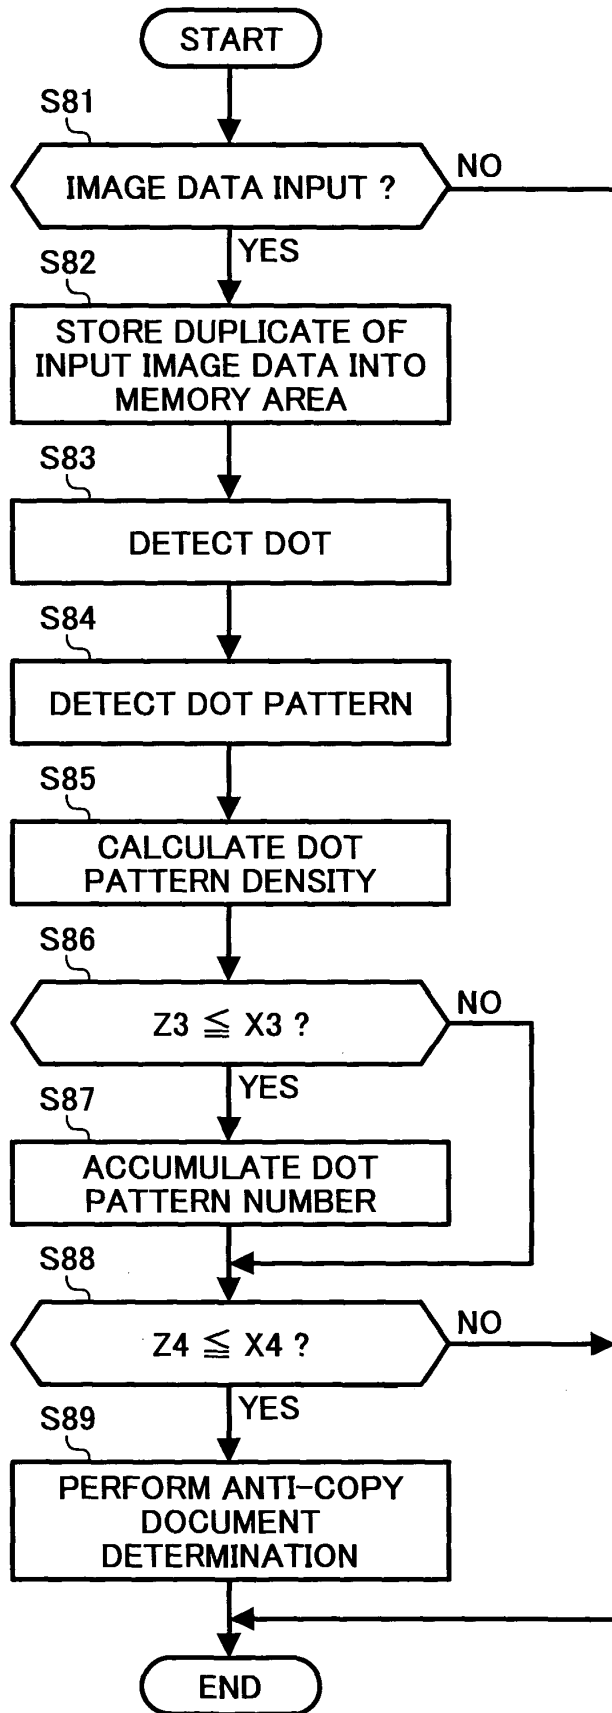 START
S81
IMAGE DATA INPUT ?
NO
YES
S82
STORE DUPLICATE OF
INPUT IMAGE DATA INTO
MEMORY AREA
S83
DETECT DOT
S84
DETECT DOT PATTERN
S85
CALCULATE DOT
PATTERN DENSITY
S86
Z3 ≦ X3 ?
NO
YES
S87
ACCUMULATE DOT
PATTERN NUMBER
S88
Z4 ≦ X4 ?
NO
YES
S89
PERFORM ANTI-COPY
DOCUMENT
DETERMINATION
END